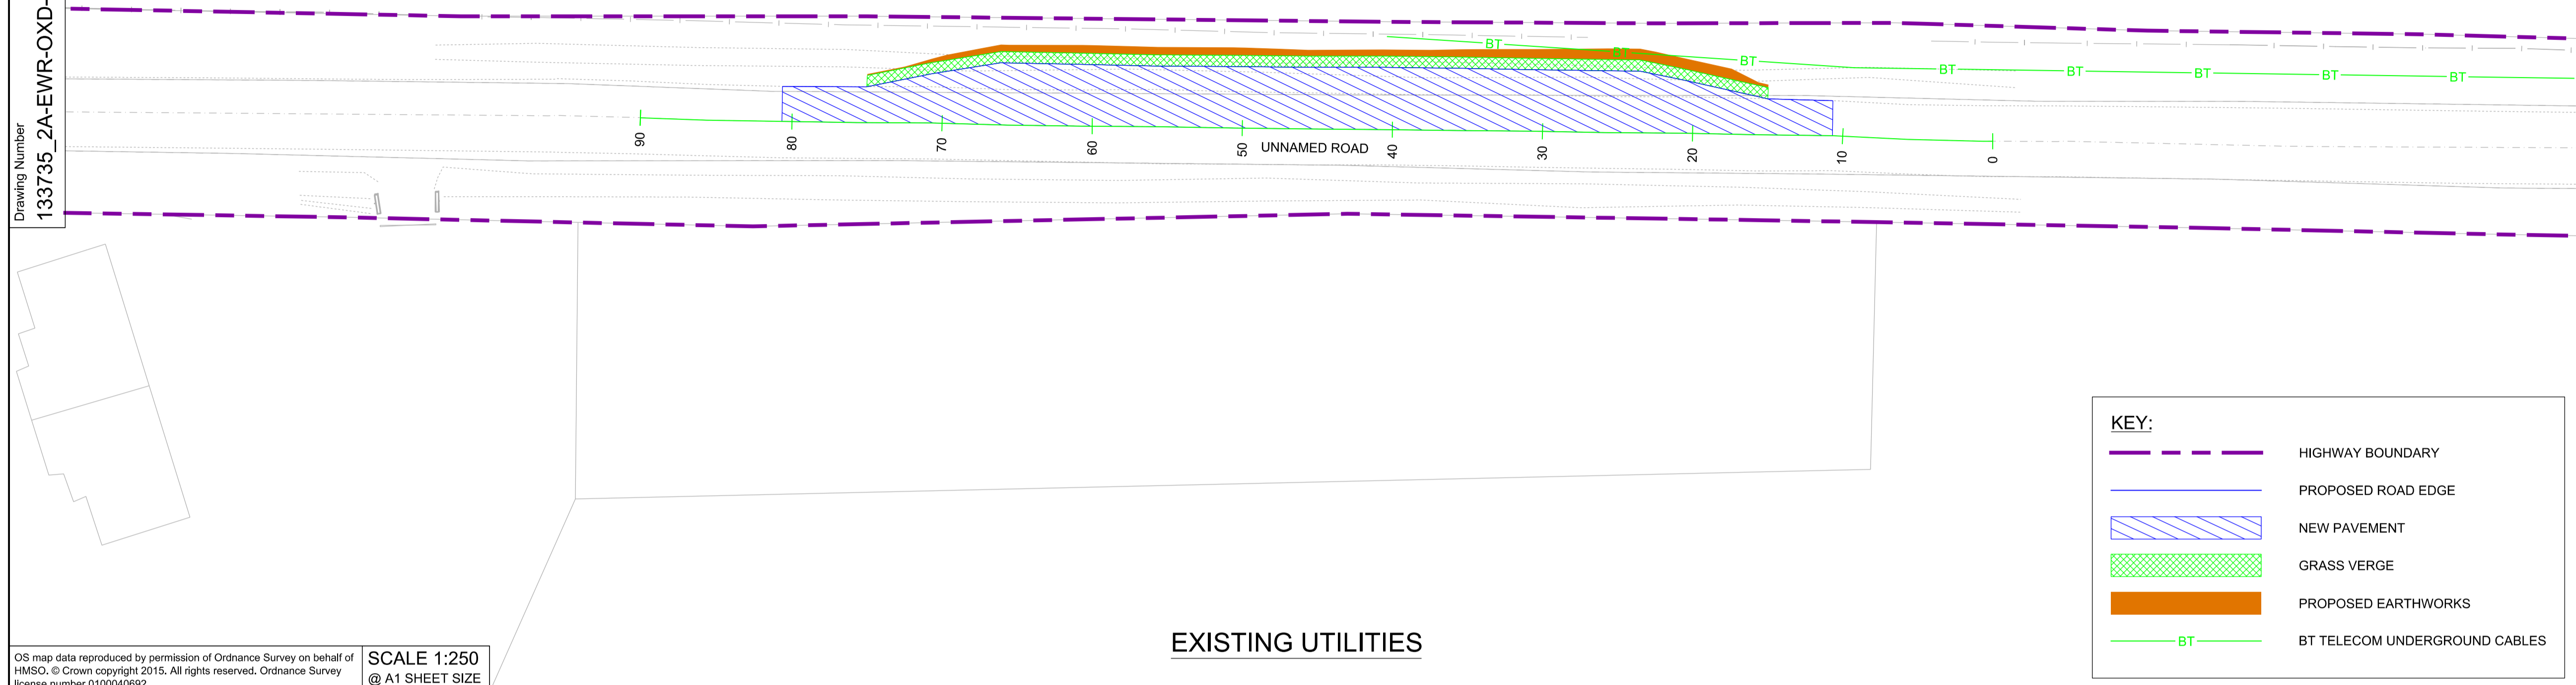 Drawing Number
133735_2A-EWR-OXD-
BT
BT
BT
BT
BT
BT
BT
BT
90
80
70
60
50
40
30
20
10
0
UNNAMED ROAD
KEY:
HIGHWAY BOUNDARY
PROPOSED ROAD EDGE
NEW PAVEMENT
GRASS VERGE
PROPOSED EARTHWORKS
BT
BT TELECOM UNDERGROUND CABLES
EXISTING UTILITIES
OS map data reproduced by permission of Ordnance Survey on behalf of
HMSO. © Crown copyright 2015. All rights reserved. Ordnance Survey
license number 0100040692
SCALE 1:250
@ A1 SHEET SIZE